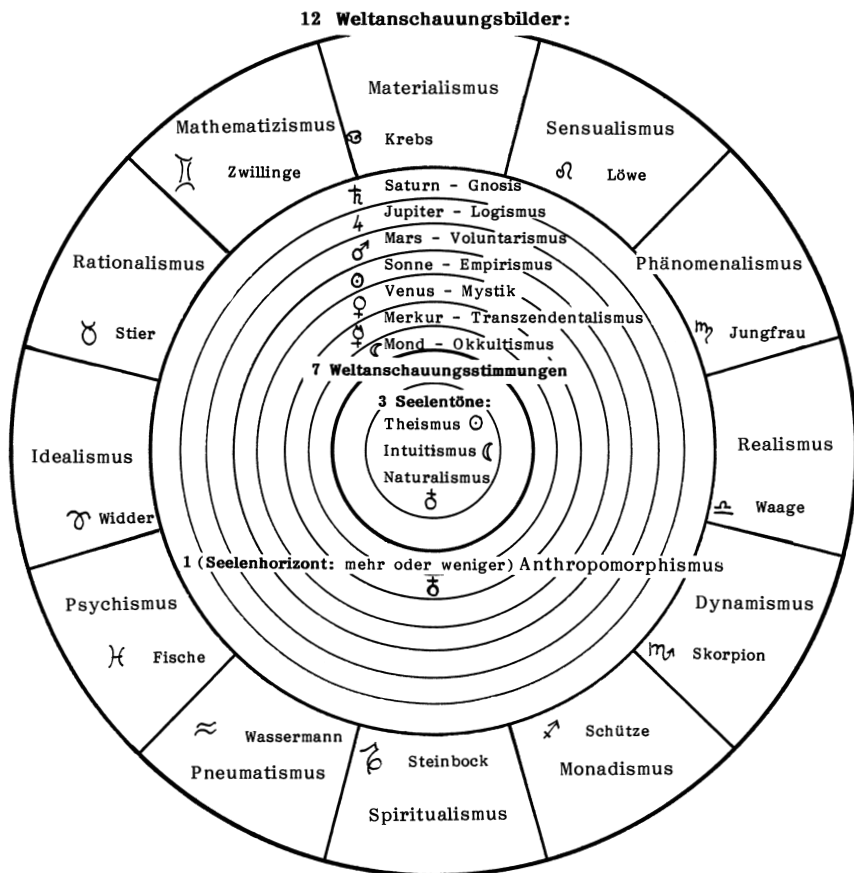 12 Weltanschauungsbilder:
Materialismus
♋ Krebs
Sensualismus
♌ Löwe
Phänomenalismus
♍ Jungfrau
Realismus
♎ Waage
Dynamismus
♏ Skorpion
♐ Schütze
Monadismus
♑ Steinbock
Spiritualismus
♒ Wassermann
Pneumatismus
Psychismus
♓ Fische
Idealismus
♈ Widder
Rationalismus
♉ Stier
Mathematizismus
♊ Zwillinge
♄ Saturn - Gnosis
♃ Jupiter - Logismus
♂ Mars - Voluntarismus
☉ Sonne - Empirismus
♀ Venus - Mystik
☿ Merkur - Transzendentalismus
☾ Mond - Okkultismus
7 Weltanschauungsstimmungen
3 Seelentöne:
Theismus ☉
Intuitismus ☾
Naturalismus
♁
1 (Seelenhorizont: mehr oder weniger) Anthropomorphismus
♁